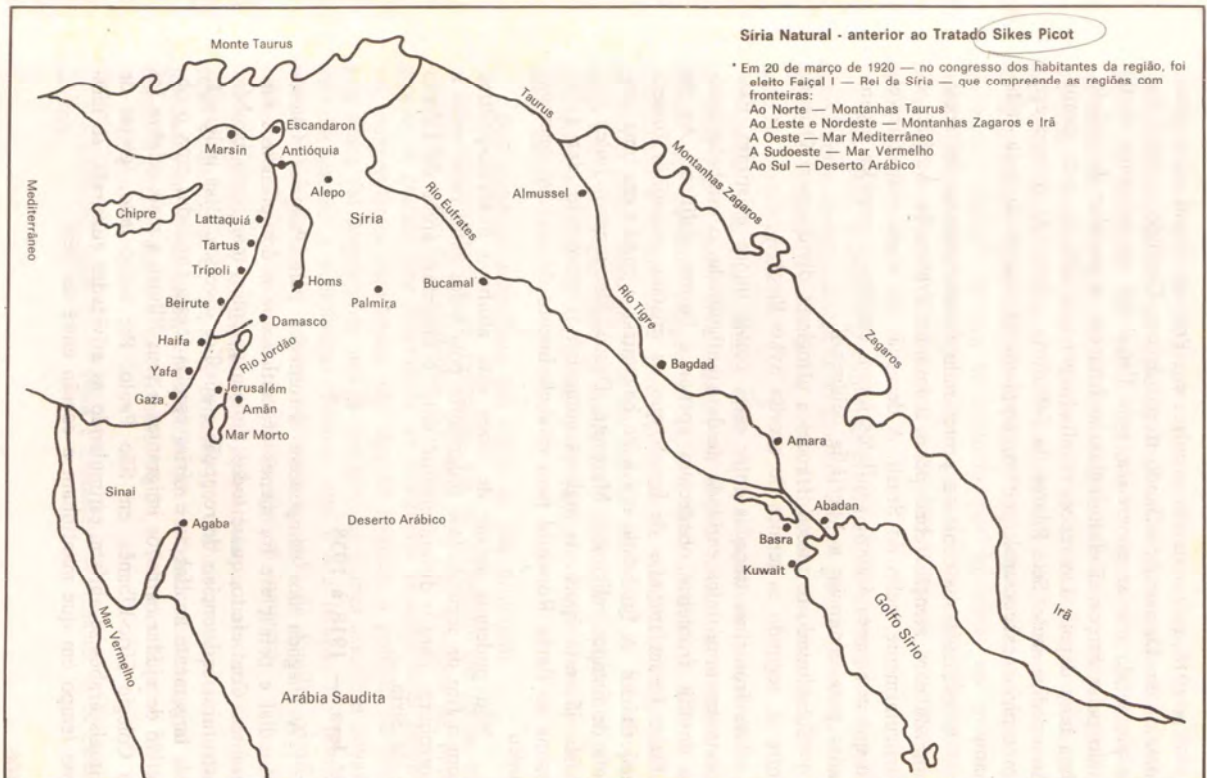 Síria Natural - anterior ao Tratado Sikes Picot
* Em 20 de março de 1920 — no congresso dos habitantes da região, foi
eleito Faiçal I — Rei da Síria — que compreende as regiões com
fronteiras:
Ao Norte — Montanhas Taurus
Ao Leste e Nordeste — Montanhas Zagaros e Irã
A Oeste — Mar Mediterrâneo
A Sudoeste — Mar Vermelho
Ao Sul — Deserto Arábico
Monte Taurus
Taurus
Escandaron
Marsín
Antióquia
Montanhas Zagaros
Alepo
Almussel
Mediterrâneo
Chipre
Rio Eufrates
Lattaquiá
Síria
Tartus
Trípoli
Homs
Bucamal
Palmira
Beirute
Rio Tigre
Zagaros
Damasco
Haifa
Rio Jordão
Bagdad
Yafa
Jerusalém
Gaza
Amãn
Mar Morto
Amara
Sinai
Abadan
Agaba
Deserto Arábico
Basra
Kuwait
Golfo Sírio
Irã
Mar Vermelho
Arábia Saudita